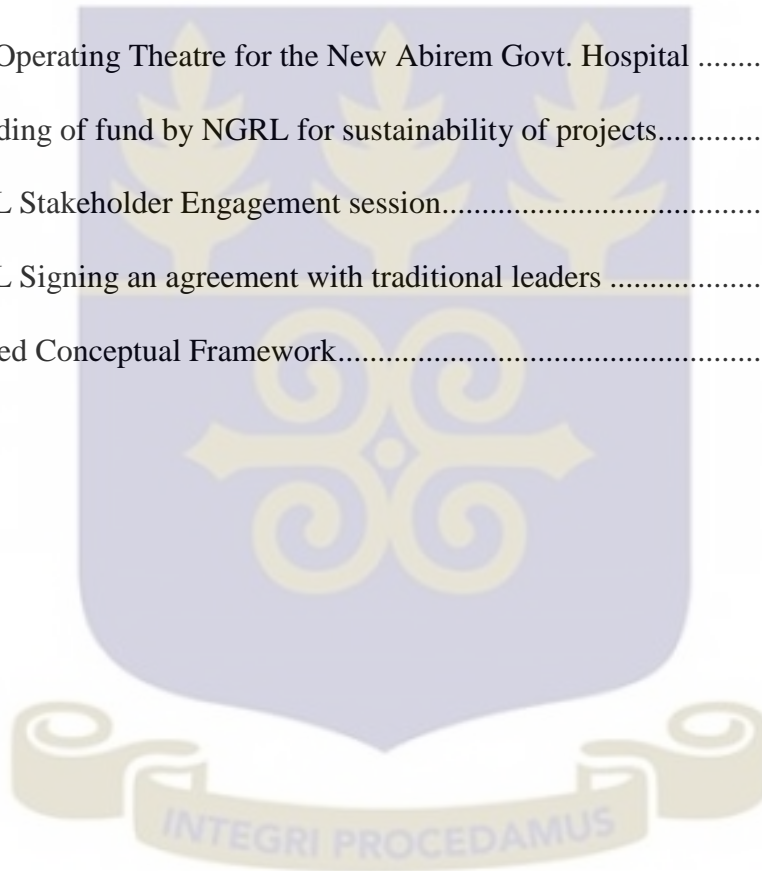 Operating Theatre for the New Abirem Govt. Hospital ........
ding of fund by NGRL for sustainability of projects.............
L Stakeholder Engagement session........................................
L Signing an agreement with traditional leaders ...................
ed Conceptual Framework.....................................................
INTEGRI PROCEDAMUS